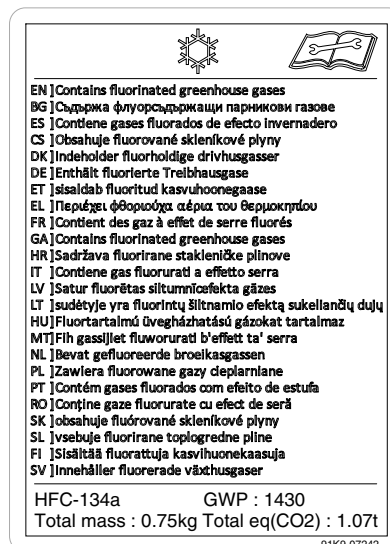 EN ]Contains fluorinated greenhouse gases
BG ]Съдържа флуорсъдържащи парникови газове
ES ]Contiene gases fluorados de efecto invernadero
CS ]Obsahuje fluorované skleníkové plyny
DK ]Indeholder fluorholdige drivhusgasser
DE ]Enthält fluorierte Treibhausgase
ET ]sisaldab fluoritud kasvuhoonegaase
EL ]Περιέχει φθοριούχα αέρια του θερμοκηπίου
FR ]Contient des gaz à effet de serre fluorés
GA]Contains fluorinated greenhouse gases
HR]Sadržava fluorirane stakleničke plinove
IT ]Contiene gas fluorurati a effetto serra
LV ]Satur fluorētas siltumnīcefekta gāzes
LT ]sudėtyje yra fluorintų šiltnamio efektą sukeliančių dujų
HU]Fluortartalmú üvegházhatású gázokat tartalmaz
MT]Fih gassijiet fluworurati b'effett ta' serra
NL ]Bevat gefluoreerde broeikasgassen
PL ]Zawiera fluorowane gazy cieplarniane
PT ]Contém gases fluorados com efeito de estufa
RO ]Conține gaze fluorurate cu efect de seră
SK ]obsahuje fluórované skleníkové plyny
SL ]vsebuje fluorirane toplogredne pline
FI ]Sisältää fluorattuja kasvihuonekaasuja
SV ]Innehåller fluorerade växthusgaser
HFC-134a GWP : 1430
Total mass : 0.75kg Total eq(CO2) : 1.07t